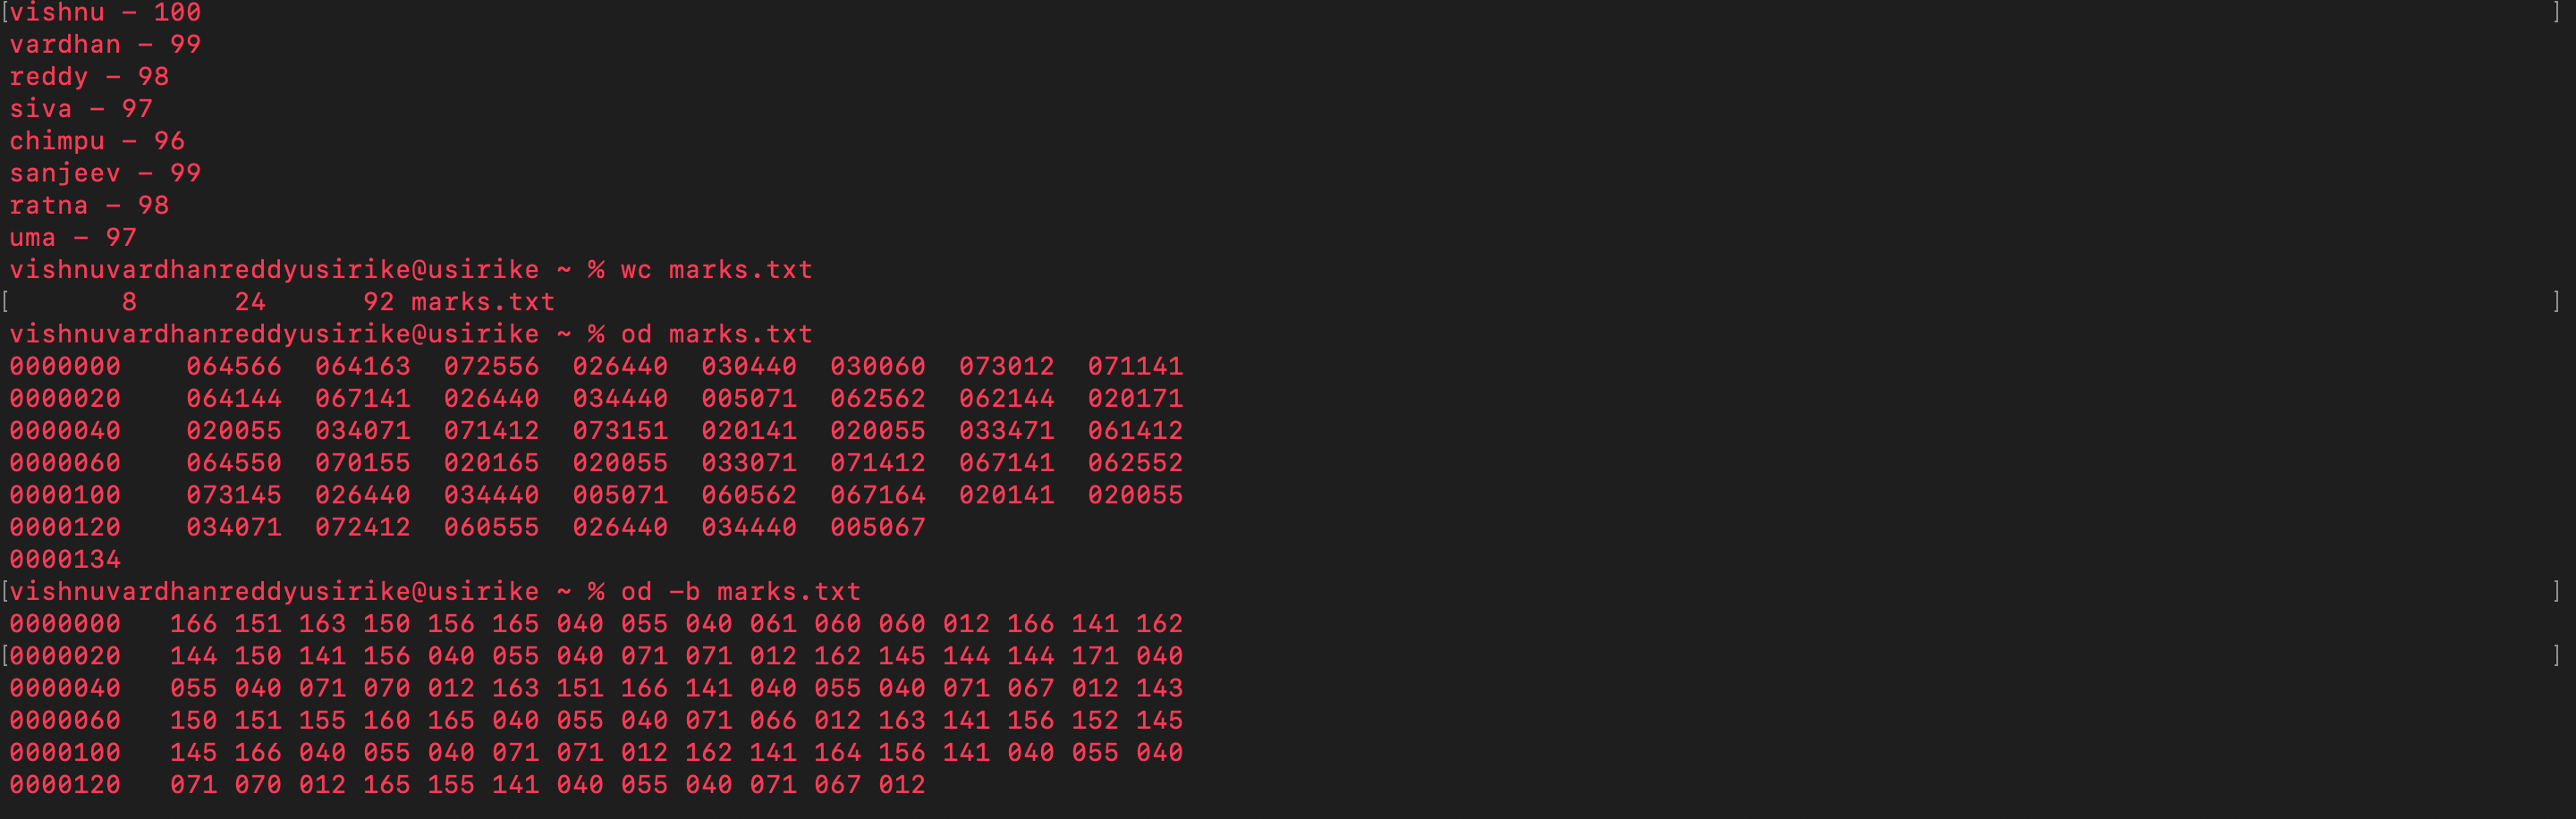 [vishnu – 100 ]
vardhan – 99
reddy – 98
siva – 97
chimpu – 96
sanjeev – 99
ratna – 98
uma – 97
vishnuvardhanreddyusirike@usirike ~ % wc marks.txt
[ 8 24 92 marks.txt ]
vishnuvardhanreddyusirike@usirike ~ % od marks.txt
0000000 064566 064163 072556 026440 030440 030060 073012 071141
0000020 064144 067141 026440 034440 005071 062562 062144 020171
0000040 020055 034071 071412 073151 020141 020055 033471 061412
0000060 064550 070155 020165 020055 033071 071412 067141 062552
0000100 073145 026440 034440 005071 060562 067164 020141 020055
0000120 034071 072412 060555 026440 034440 005067
0000134
[vishnuvardhanreddyusirike@usirike ~ % od –b marks.txt ]
0000000 166 151 163 150 156 165 040 055 040 061 060 060 012 166 141 162
[0000020 144 150 141 156 040 055 040 071 071 012 162 145 144 144 171 040 ]
0000040 055 040 071 070 012 163 151 166 141 040 055 040 071 067 012 143
0000060 150 151 155 160 165 040 055 040 071 066 012 163 141 156 152 145
0000100 145 166 040 055 040 071 071 012 162 141 164 156 141 040 055 040
0000120 071 070 012 165 155 141 040 055 040 071 067 012